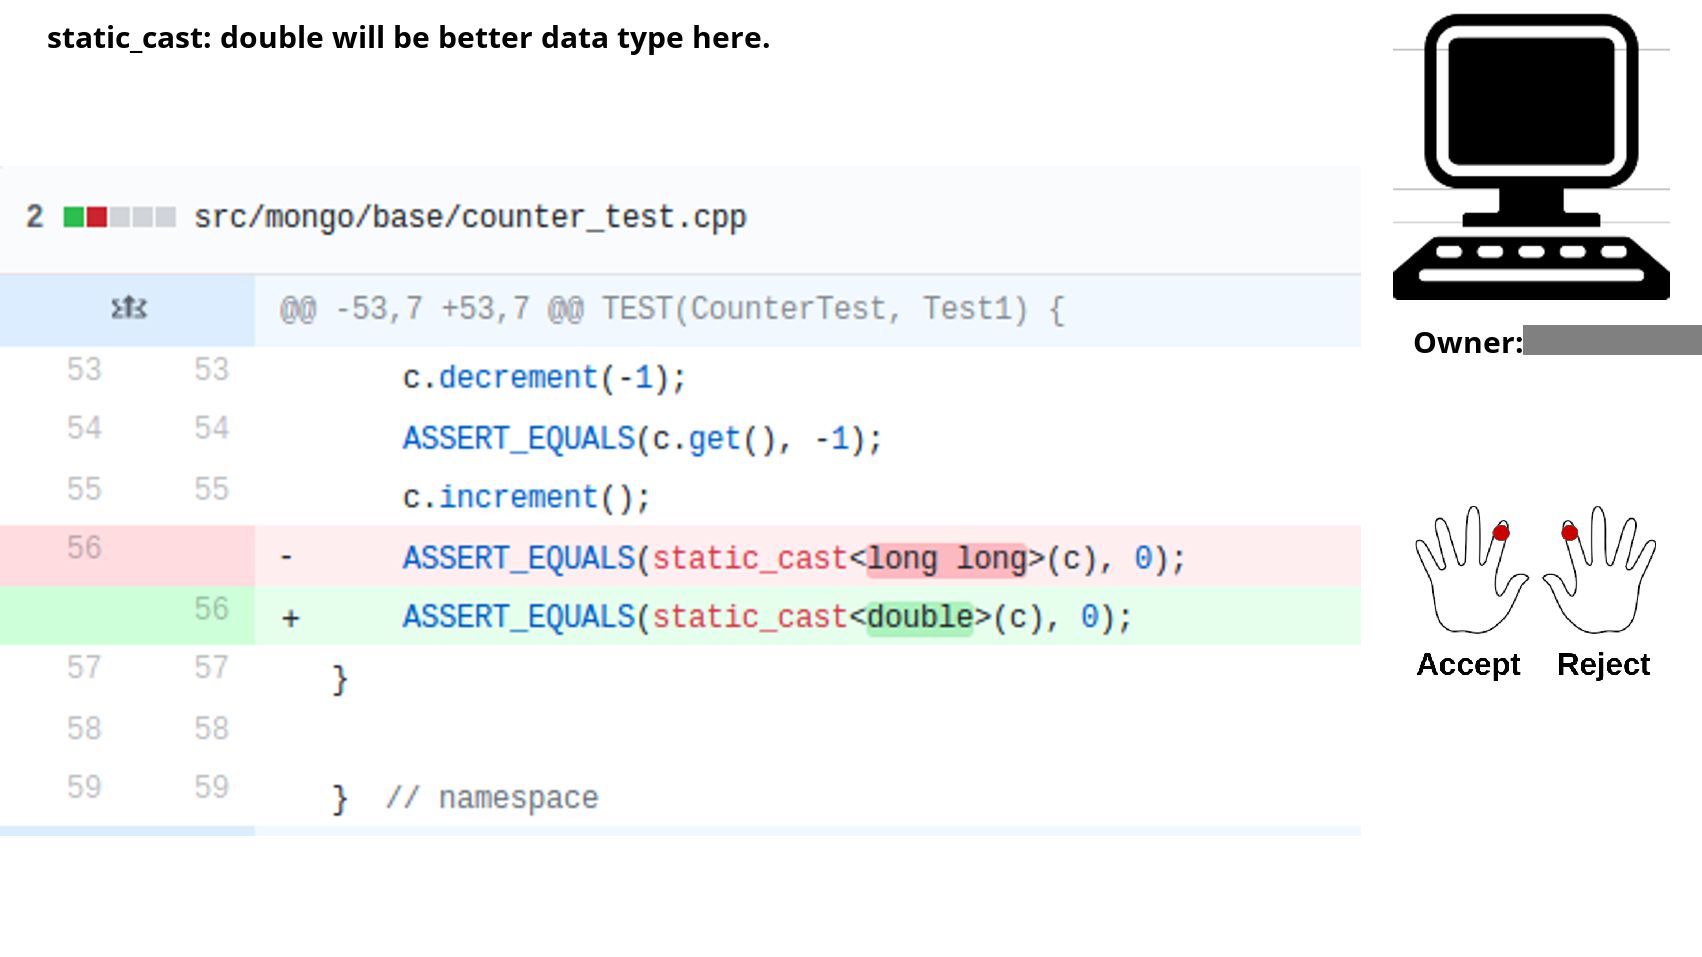 static_cast: double will be better data type here.
2 src/mongo/base/counter_test.cpp
@@ -53,7 +53,7 @@ TEST(CounterTest, Test1) {
53 53 c.decrement(-1);
54 54 ASSERT_EQUALS(c.get(), -1);
55 55 c.increment();
56 - ASSERT_EQUALS(static_cast<long long>(c), 0);
56 + ASSERT_EQUALS(static_cast<double>(c), 0);
57 57 }
58 58
59 59 } // namespace
Owner:
Accept Reject